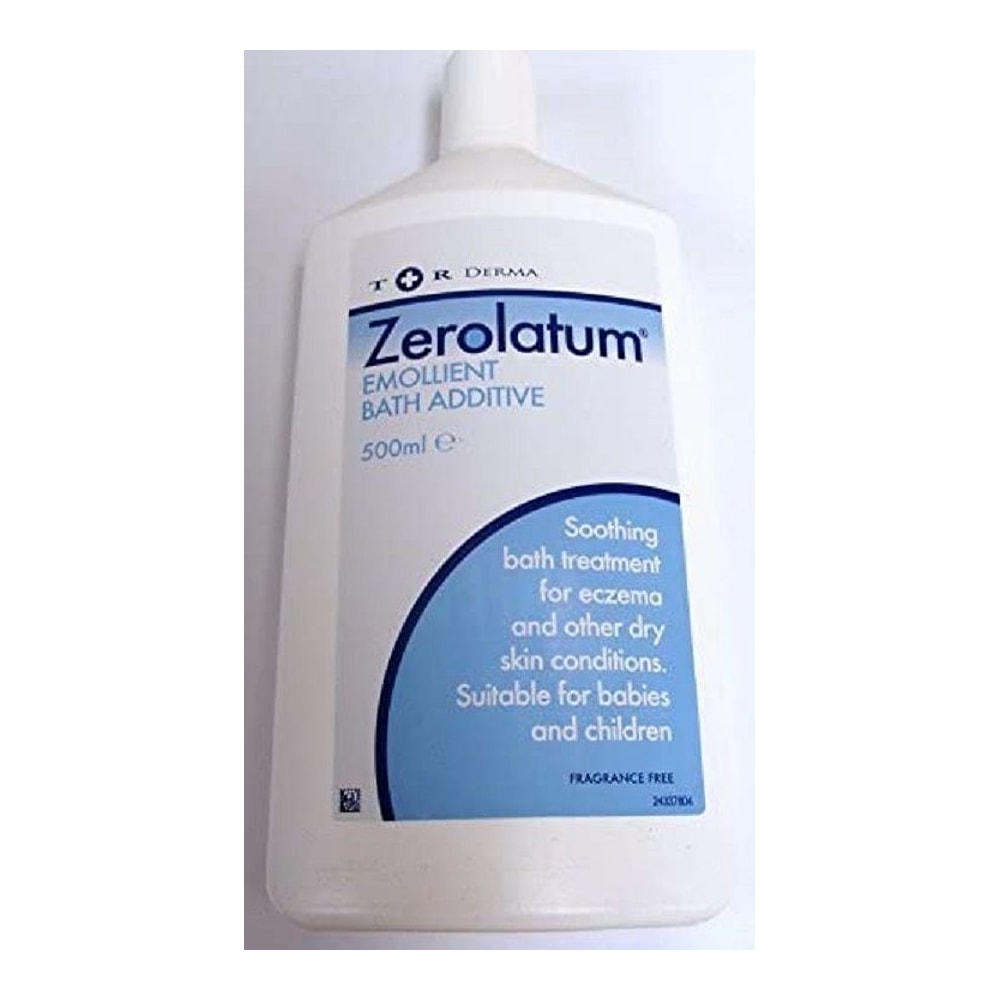 T R DERMA
Zerolatum®
EMOLLIENT
BATH ADDITIVE
500ml ℮
Soothing
bath treatment
for eczema
and other dry
skin conditions.
Suitable for babies
and children
FRAGRANCE FREE
24337804